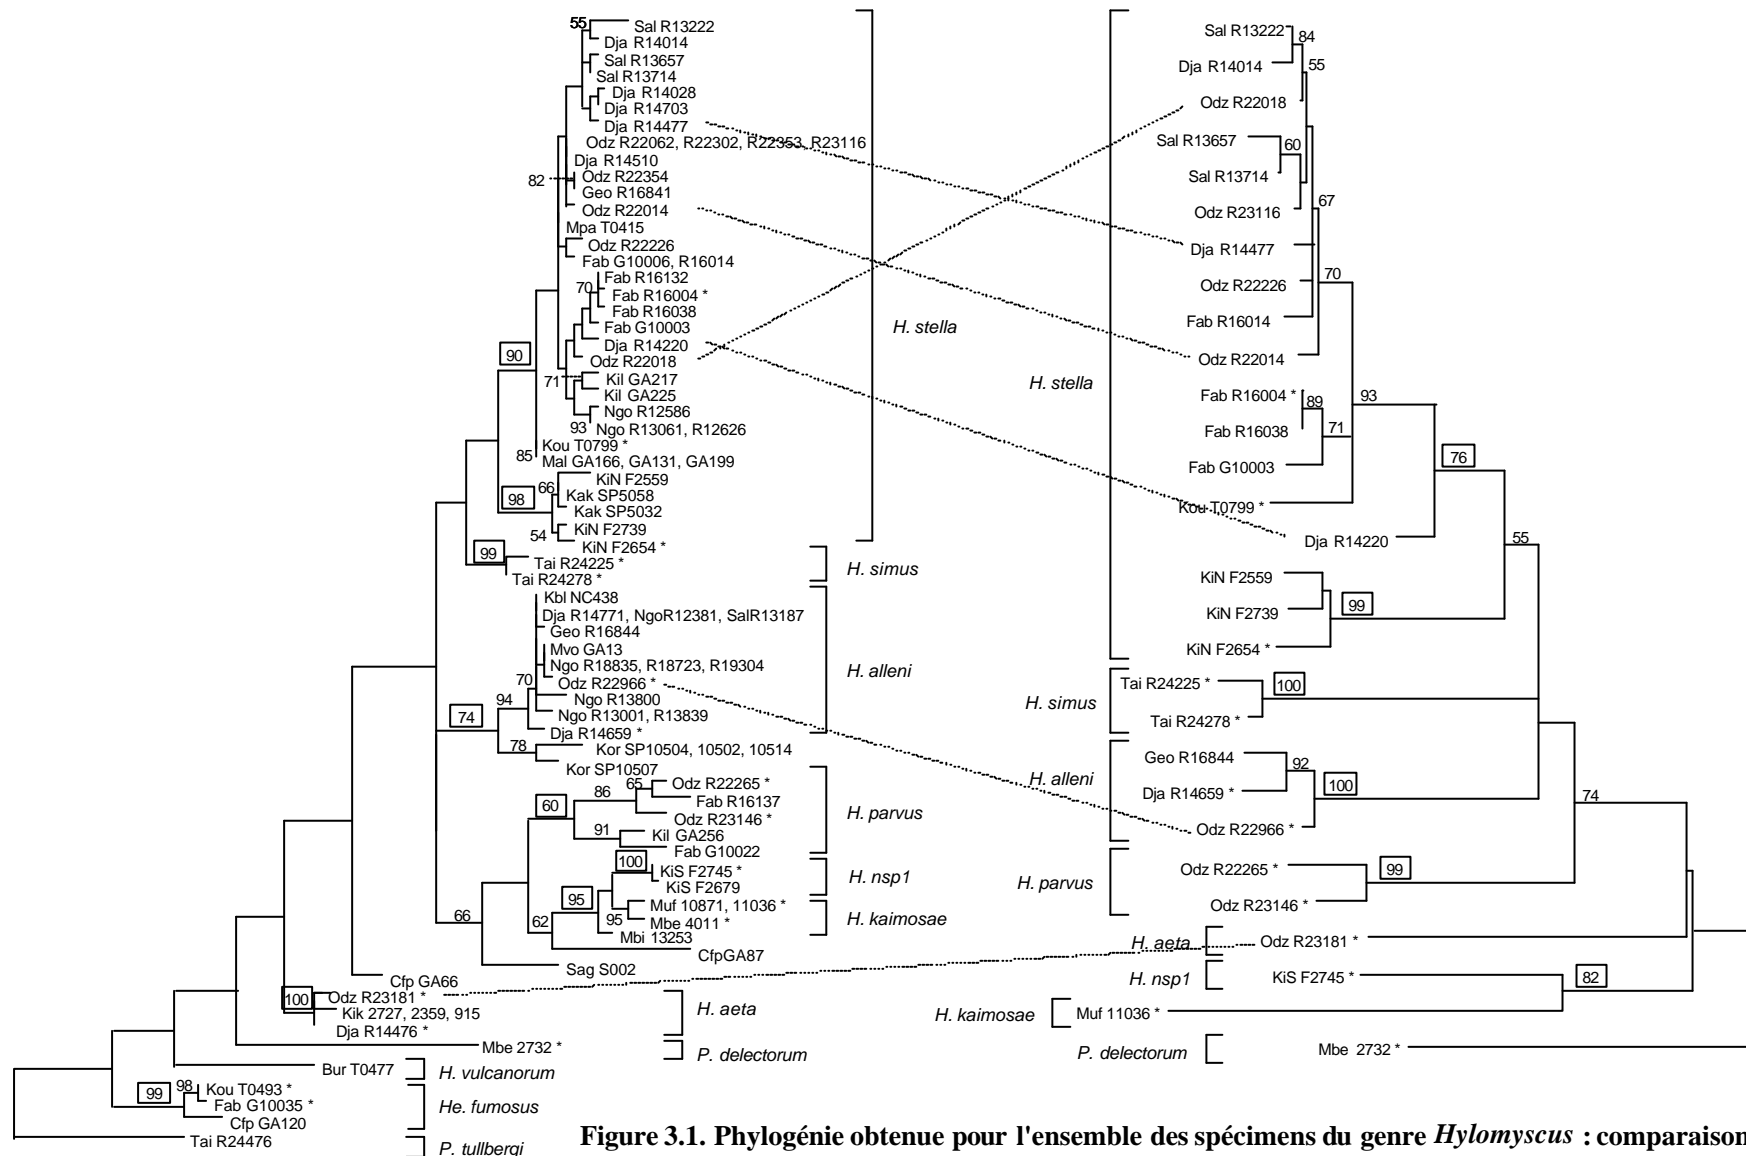 55
Sal R13222
Dja R14014
Sal R13657
Sal R13714
Dja R14028
Dja R14703
Dja R14477
Odz R22062, R22302, R22353, R23116
Dja R14510
82
Odz R22354
Geo R16841
Odz R22014
Mpa T0415
Odz R22226
Fab G10006, R16014
Fab R16132
70
Fab R16004 *
Fab R16038
Fab G10003
Dja R14220
90
Odz R22018
71
Kil GA217
Kil GA225
Ngo R12586
93
Ngo R13061, R12626
Kou T0799 *
85
Mal GA166, GA131, GA199
KiN F2559
66
98
Kak SP5058
Kak SP5032
KiN F2739
54
KiN F2654 *
H. stella
99
Tai R24225 *
Tai R24278 *
H. simus
Kbl NC438
Dja R14771, NgoR12381, SalR13187
Geo R16844
Mvo GA13
Ngo R18835, R18723, R19304
70
Odz R22966 *
94
Ngo R13800
74
Ngo R13001, R13839
Dja R14659 *
H. alleni
78
Kor SP10504, 10502, 10514
Kor SP10507
65
Odz R22265 *
86
60
Fab R16137
Odz R23146 *
91
Kil GA256
Fab G10022
H. parvus
100
KiS F2745 *
KiS F2679
H. nsp1
95
Muf 10871, 11036 *
66
62
95
Mbe 4011 *
Mbi 13253
H. kaimosae
CfpGA87
Sag S002
Cfp GA66
100
Odz R23181 *
Kik 2727, 2359, 915
Dja R14476 *
H. aeta
Mbe 2732 *
P. delectorum
Bur T0477
H. vulcanorum
99
98
Kou T0493 *
Fab G10035 *
Cfp GA120
He. fumosus
Tai R24476
P. tullbergi
Sal R13222
84
Dja R14014
55
Odz R22018
Sal R13657
60
Sal R13714
67
Odz R23116
Dja R14477
70
Odz R22226
Fab R16014
Odz R22014
H. stella
Fab R16004 *
89
93
Fab R16038
71
Fab G10003
76
Kou T0799 *
Dja R14220
55
KiN F2559
KiN F2739
99
KiN F2654 *
Tai R24225 *
100
H. simus
Tai R24278 *
Geo R16844
92
H. alleni
Dja R14659 *
100
74
Odz R22966 *
Odz R22265 *
99
H. parvus
Odz R23146 *
H. aeta
Odz R23181 *
H. nsp1
KiS F2745 *
82
H. kaimosae
Muf 11036 *
P. delectorum
Mbe 2732 *
Figure 3.1. Phylogénie obtenue pour l'ensemble des spécimens du genre Hylomyscus : comparaison